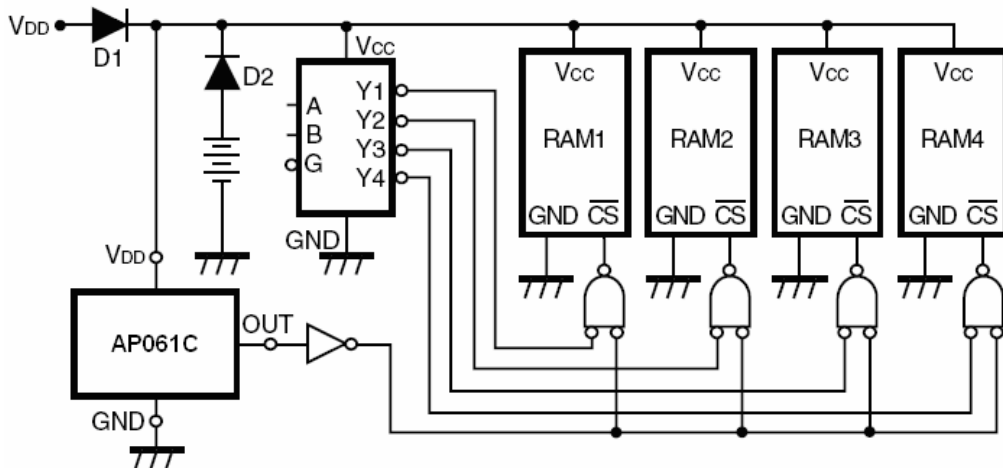 VDD
D1
D2
VCC
A
B
G
Y1
Y2
Y3
Y4
GND
VCC
RAM1
GND CS
VCC
RAM2
GND CS
VCC
RAM3
GND CS
VCC
RAM4
GND CS
VDD
AP061C
OUT
GND